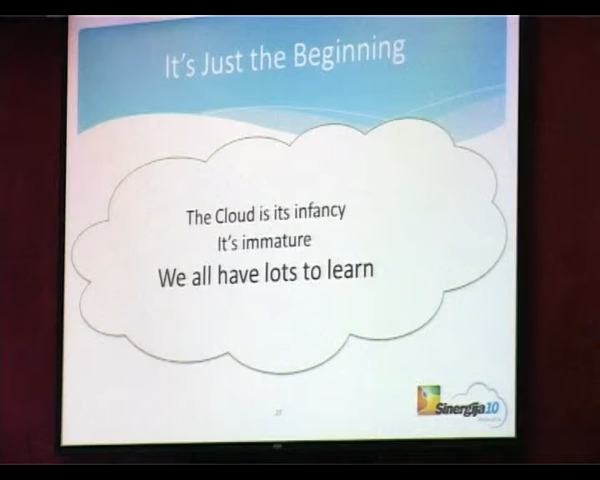 It's Just the Beginning
The Cloud is its infancy
It's immature
We all have lots to learn
Sinergija10